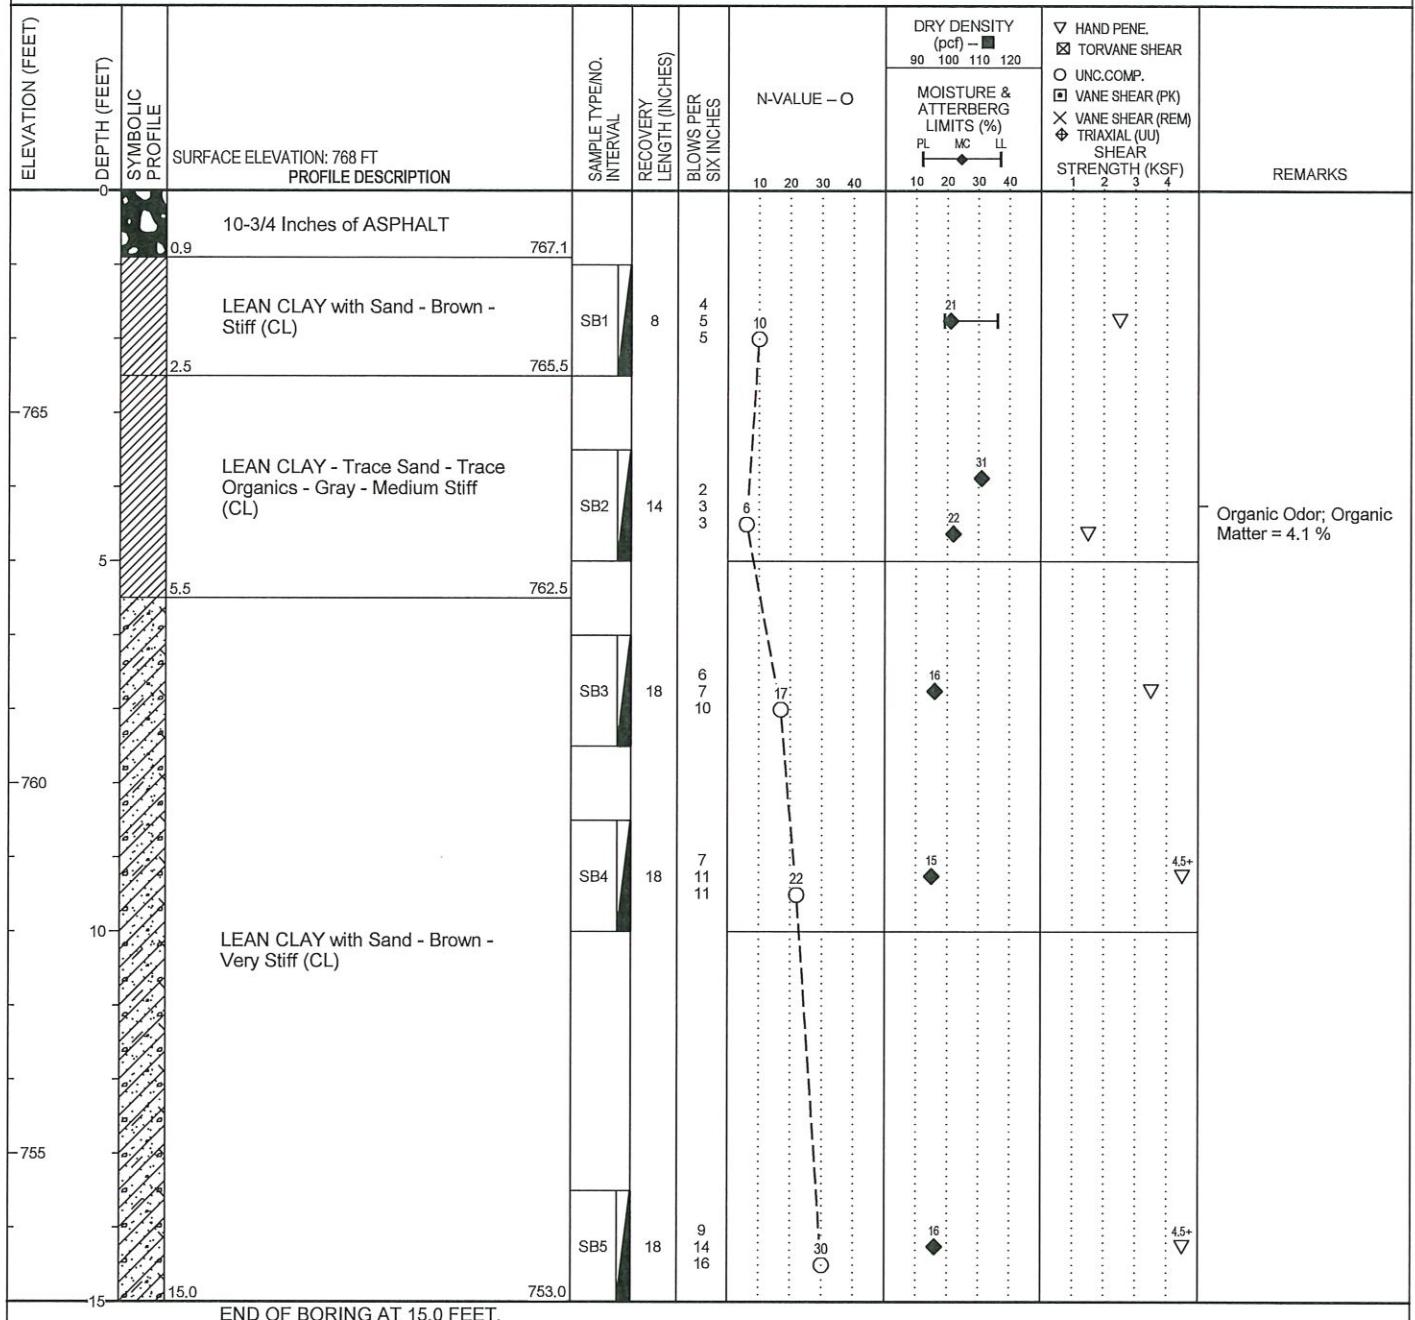 ELEVATION (FEET)
DEPTH (FEET)
SYMBOLIC
PROFILE
SURFACE ELEVATION: 768 FT
PROFILE DESCRIPTION
SAMPLE TYPE/NO.
INTERVAL
RECOVERY
LENGTH (INCHES)
BLOWS PER
SIX INCHES
N-VALUE – O
10 20 30 40
DRY DENSITY
(pcf) – ■
90 100 110 120
MOISTURE &
ATTERBERG
LIMITS (%)
PL MC LL
10 20 30 40
▽ HAND PENE.
⊠ TORVANE SHEAR
○ UNC.COMP.
⊡ VANE SHEAR (PK)
× VANE SHEAR (REM)
⌖ TRIAXIAL (UU)
SHEAR
STRENGTH (KSF)
1 2 3 4
REMARKS
0
10-3/4 Inches of ASPHALT
0.9 767.1
LEAN CLAY with Sand - Brown -
Stiff (CL)
SB1
8
4
5
5
10
21
2.5 765.5
765
LEAN CLAY - Trace Sand - Trace
Organics - Gray - Medium Stiff
(CL)
SB2
14
2
3
3
6
31
22
Organic Odor; Organic
Matter = 4.1 %
5
5.5 762.5
SB3
18
6
7
10
17
16
760
SB4
18
7
11
11
22
15
4.5+
10
LEAN CLAY with Sand - Brown -
Very Stiff (CL)
755
SB5
18
9
14
16
30
16
4.5+
15
15.0 753.0
END OF BORING AT 15.0 FEET.